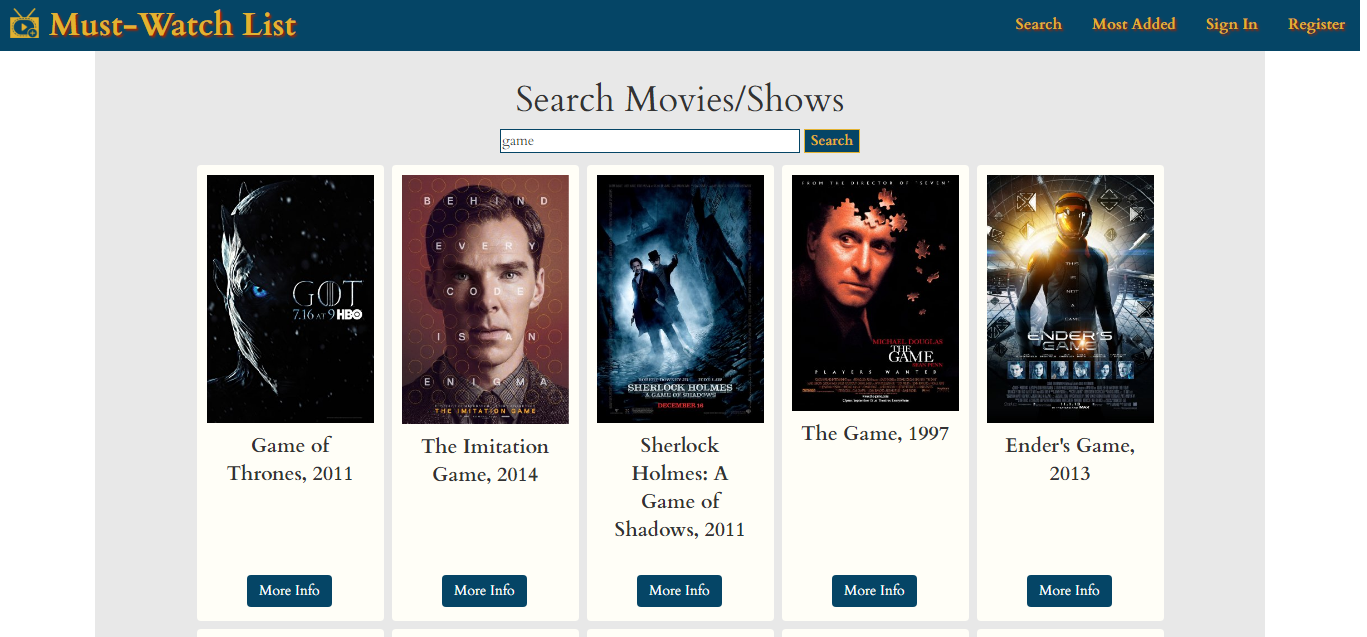 Must-Watch List
Search
Most Added
Sign In
Register
Search Movies/Shows
game
Search
GOT
7.16 AT 9 HBO
BEHIND
EVERY
CODE
IS AN
ENIGMA
THE IMITATION GAME
SHERLOCK HOLMES
A GAME OF SHADOWS
DECEMBER 16
FROM THE DIRECTOR OF 'SEVEN'
MICHAEL DOUGLAS
THE
GAME
SEAN PENN
PLAYERS WANTED
THIS
IS
NOT
A
GAME
ENDER'S
GAME
Game of
Thrones, 2011
The Imitation
Game, 2014
Sherlock
Holmes: A
Game of
Shadows, 2011
The Game, 1997
Ender's Game,
2013
More Info
More Info
More Info
More Info
More Info